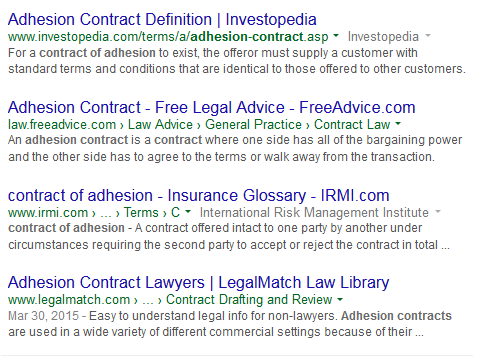 Adhesion Contract Definition | Investopedia
www.investopedia.com/terms/a/adhesion-contract.asp ▾ Investopedia ▾
For a contract of adhesion to exist, the offeror must supply a customer with
standard terms and conditions that are identical to those offered to other customers.
Adhesion Contract - Free Legal Advice - FreeAdvice.com
law.freeadvice.com › Law Advice › General Practice › Contract Law ▾
An adhesion contract is a contract where one side has all of the bargaining power
and the other side has to agree to the terms or walk away from the transaction.
contract of adhesion - Insurance Glossary - IRMI.com
www.irmi.com › ... › Terms › C ▾ International Risk Management Institute ▾
contract of adhesion - A contract offered intact to one party by another under
circumstances requiring the second party to accept or reject the contract in total ...
Adhesion Contract Lawyers | LegalMatch Law Library
www.legalmatch.com › ... › Contract Drafting and Review ▾
Mar 30, 2015 - Easy to understand legal info for non-lawyers. Adhesion contracts
are used in a wide variety of different commercial settings because of their ...